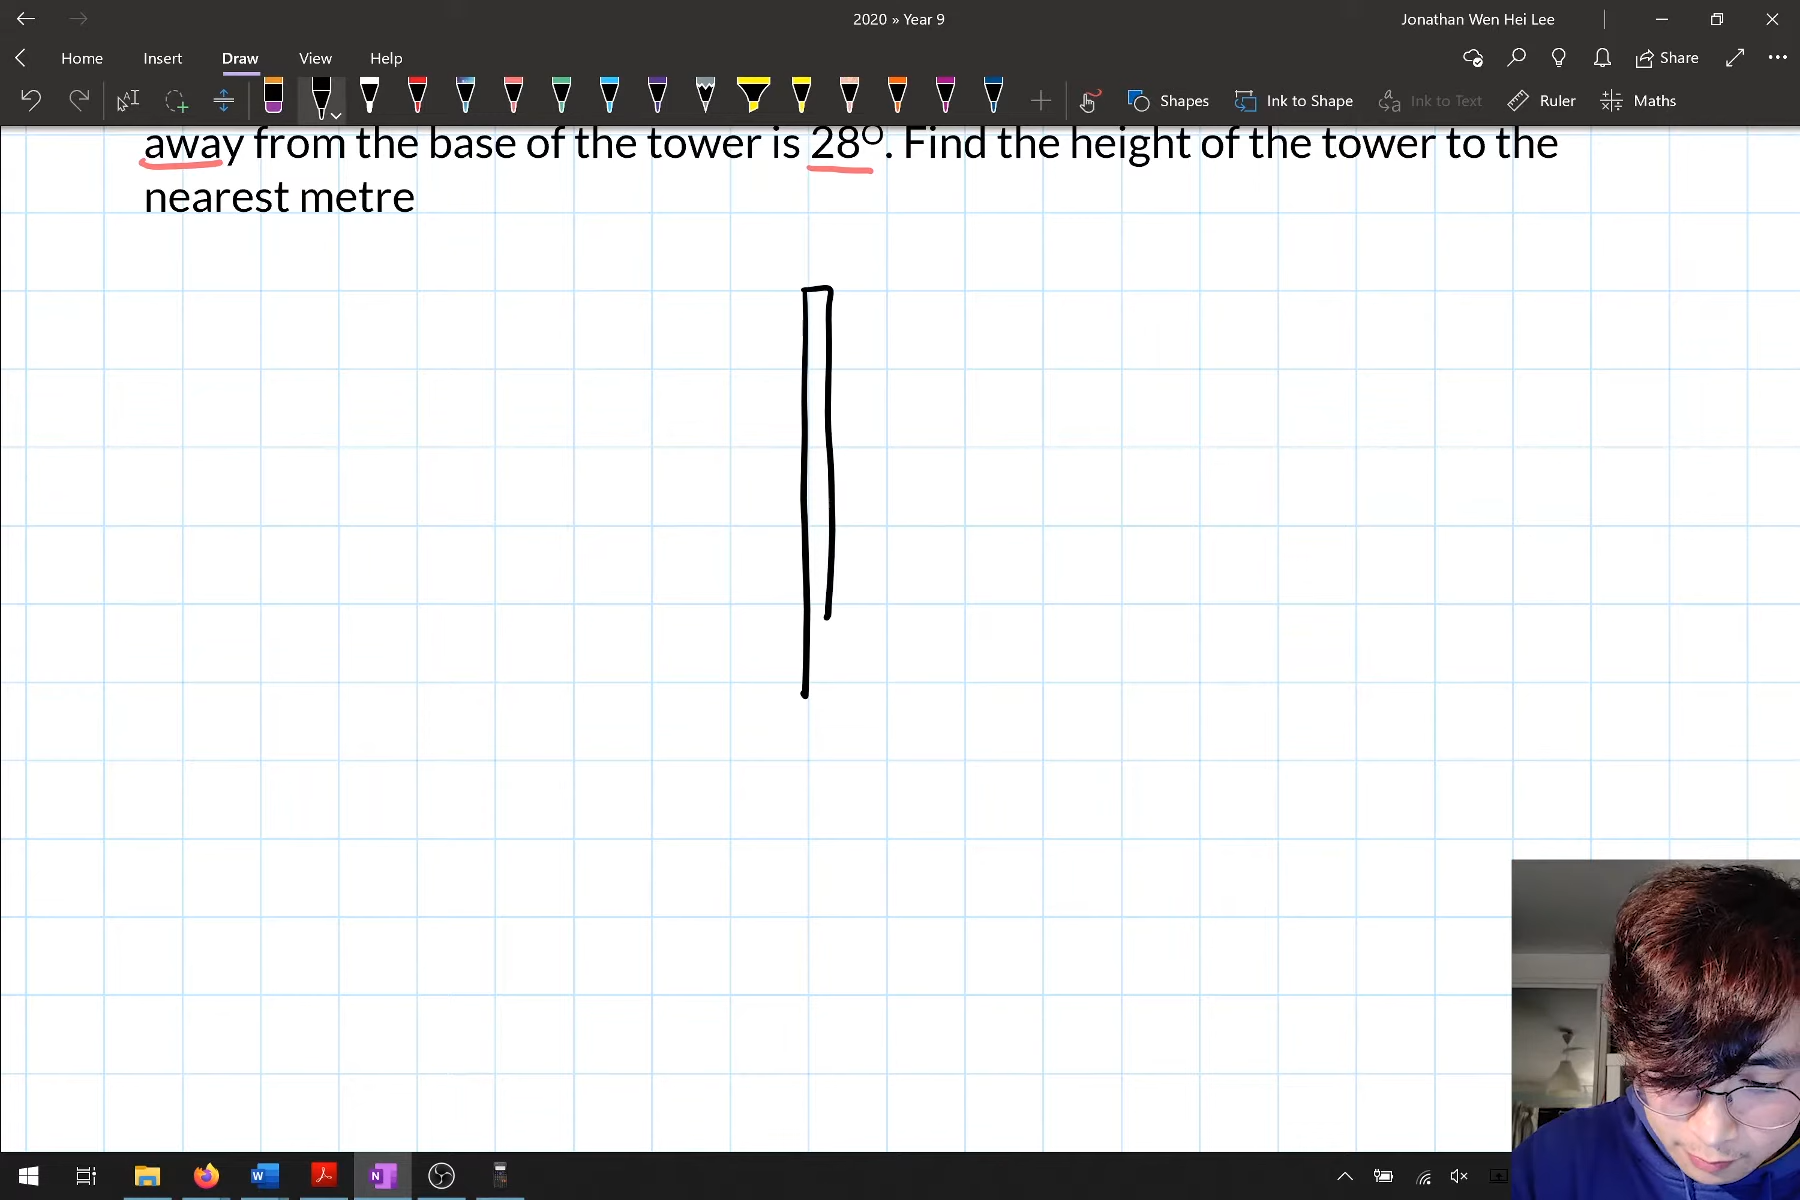 2020 » Year 9
Jonathan Wen Hei Lee
Home Insert Draw View Help
Share
Shapes Ink to Shape Ink to Text Ruler Maths
away from the base of the tower is 28°. Find the height of the tower to the
nearest metre